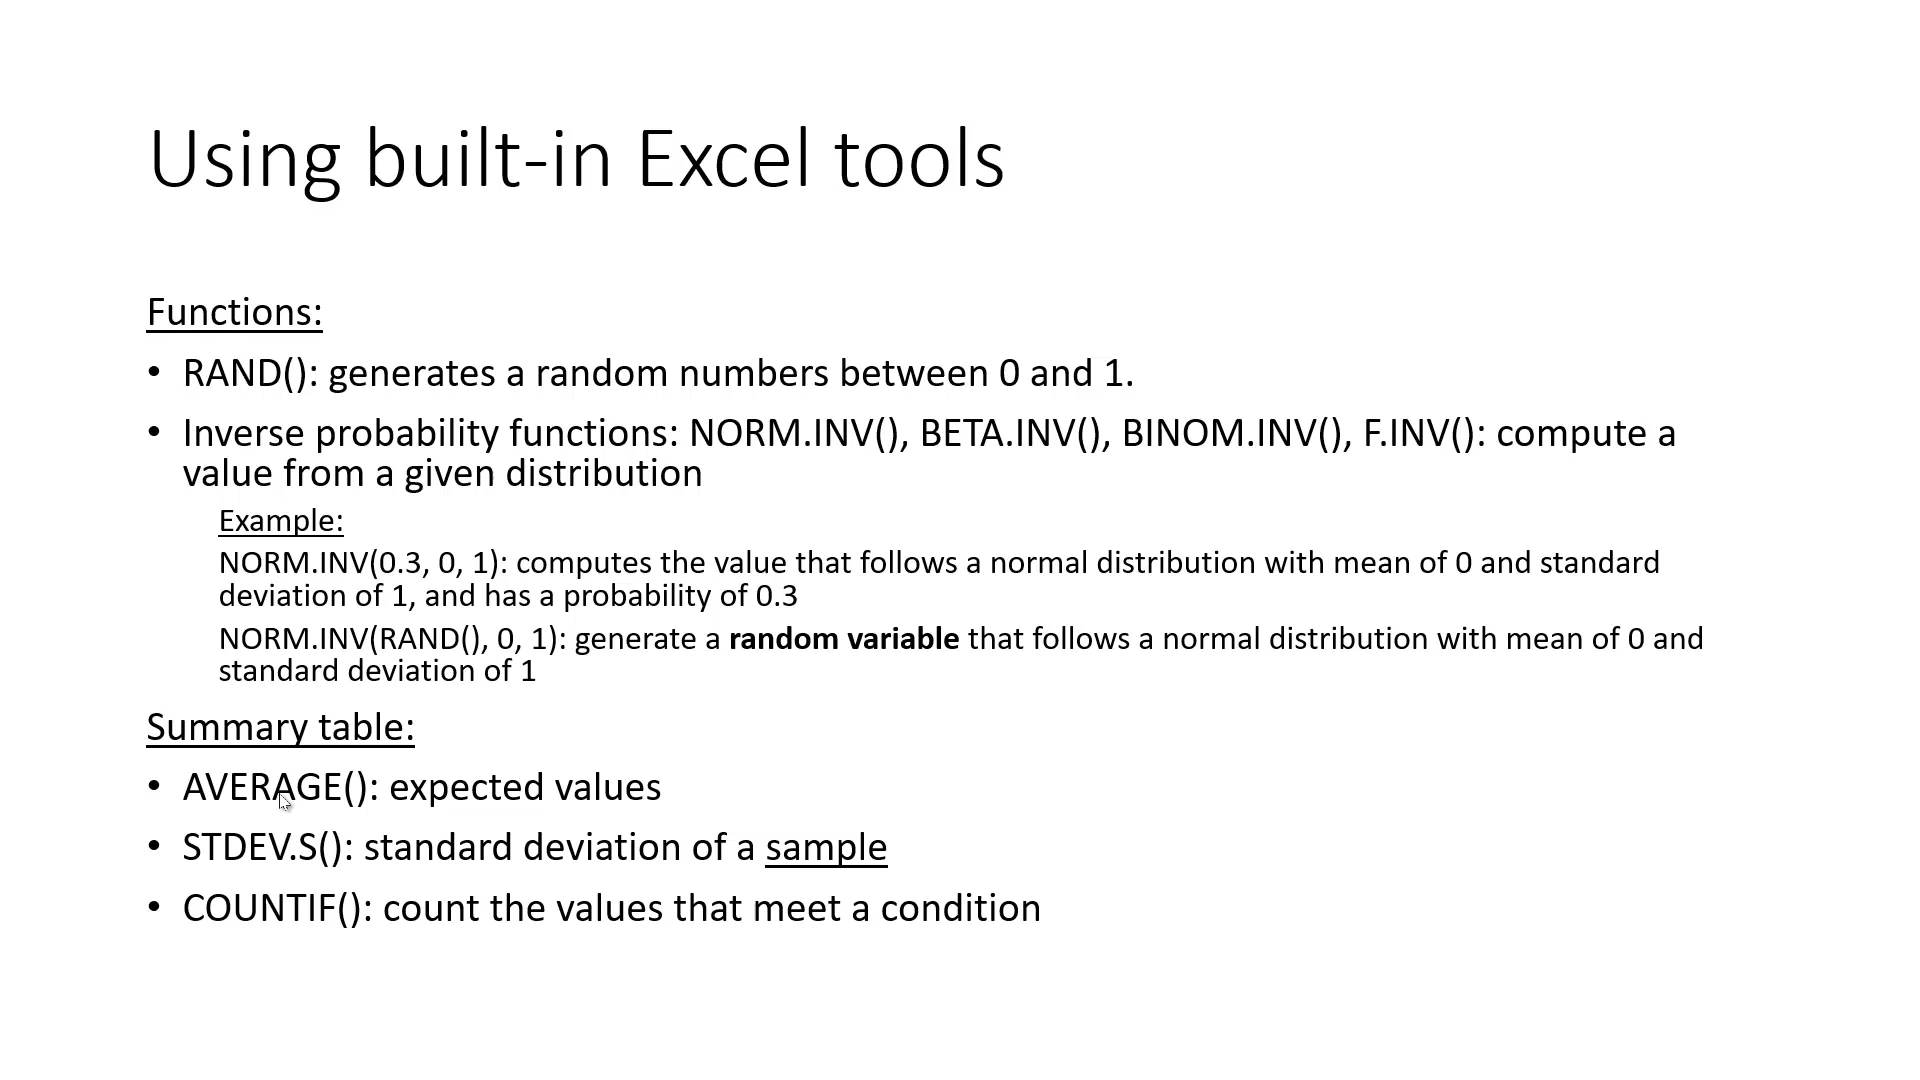 Using built-in Excel tools
Functions:
• RAND(): generates a random numbers between 0 and 1.
• Inverse probability functions: NORM.INV(), BETA.INV(), BINOM.INV(), F.INV(): compute a
value from a given distribution
Example:
NORM.INV(0.3, 0, 1): computes the value that follows a normal distribution with mean of 0 and standard
deviation of 1, and has a probability of 0.3
NORM.INV(RAND(), 0, 1): generate a random variable that follows a normal distribution with mean of 0 and
standard deviation of 1
Summary table:
• AVERAGE(): expected values
• STDEV.S(): standard deviation of a sample
• COUNTIF(): count the values that meet a condition